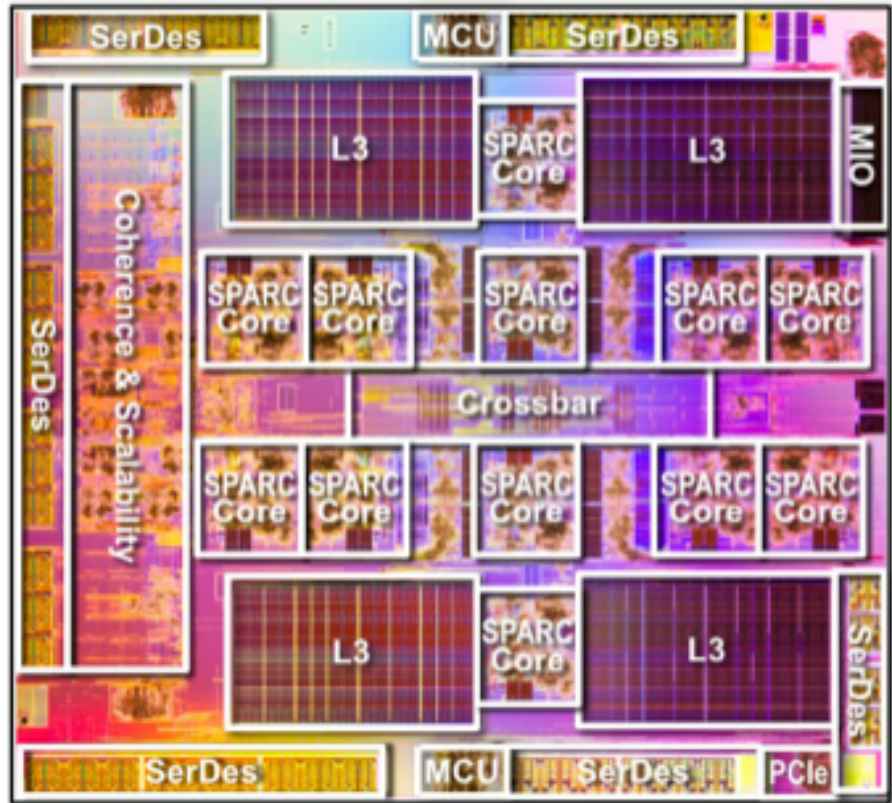 SerDes
MCU
SerDes
L3
SPARC
Core
L3
MIO
SerDes
Coherence & Scalability
SPARC
Core
SPARC
Core
SPARC
Core
SPARC
Core
SPARC
Core
Crossbar
SPARC
Core
SPARC
Core
SPARC
Core
SPARC
Core
SPARC
Core
L3
SPARC
Core
L3
SerDes
SerDes
MCU
SerDes
PCIe